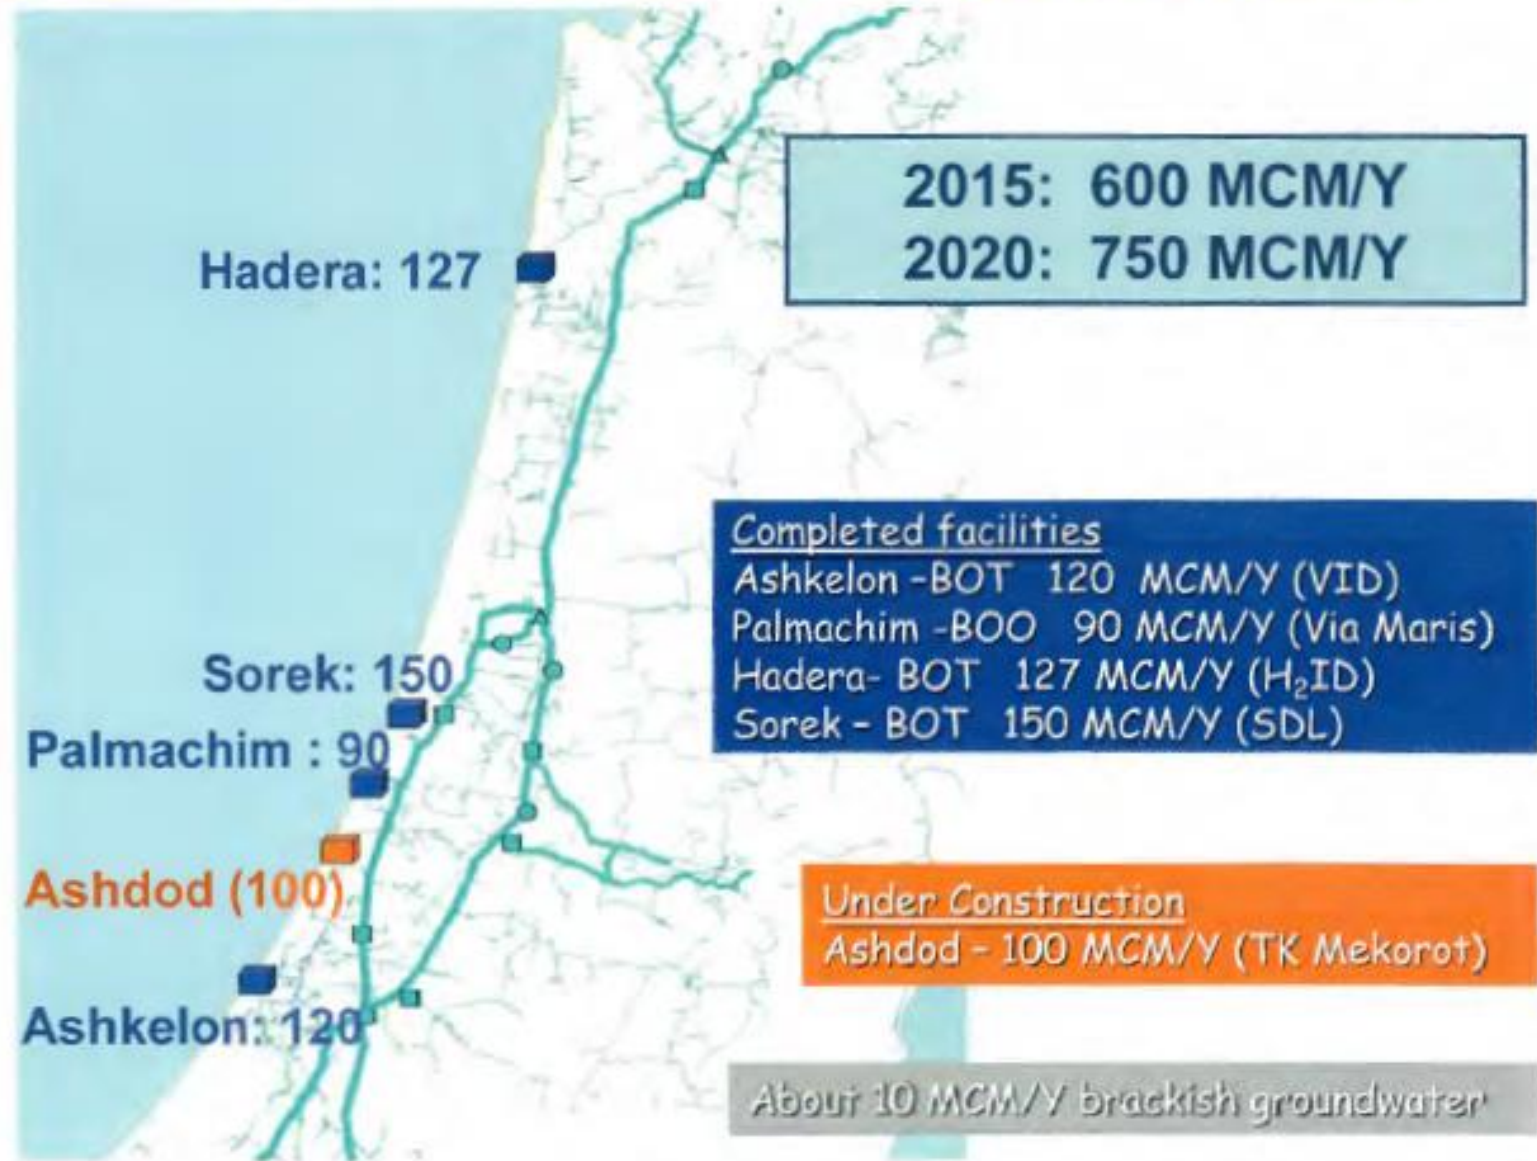 2015: 600 MCM/Y
2020: 750 MCM/Y
Hadera: 127
Completed facilities
Ashkelon -BOT 120 MCM/Y (VID)
Palmachim -BOO 90 MCM/Y (Via Maris)
Hadera- BOT 127 MCM/Y (H₂ID)
Sorek - BOT 150 MCM/Y (SDL)
Sorek: 150
Palmachim : 90
Ashdod (100)
Under Construction
Ashdod - 100 MCM/Y (TK Mekorot)
Ashkelon: 120
About 10 MCM/Y brackish groundwater